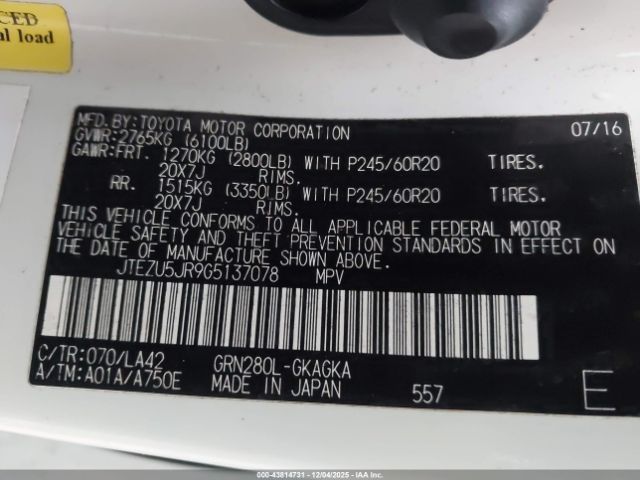 CED
al load
MFD.BY:TOYOTA MOTOR CORPORATION 07/16
GVWR:2765KG (6100LB)
GAWR:FRT. 1270KG (2800LB) WITH P245/60R20 TIRES.
20X7J RIMS.
RR. 1515KG (3350LB) WITH P245/60R20 TIRES.
20X7J RIMS.
THIS VEHICLE CONFORMS TO ALL APPLICABLE FEDERAL MOTOR
VEHICLE SAFETY AND THEFT PREVENTION STANDARDS IN EFFECT ON
THE DATE OF MANUFACTURE SHOWN ABOVE.
JTEZU5JR9G5137078 MPV
C/TR:070/LA42 GRN280L-GKAGKA
A/TM:A01A/A750E MADE IN JAPAN 557 E
000-43814731 - 12/04/2025 - IAA Inc.